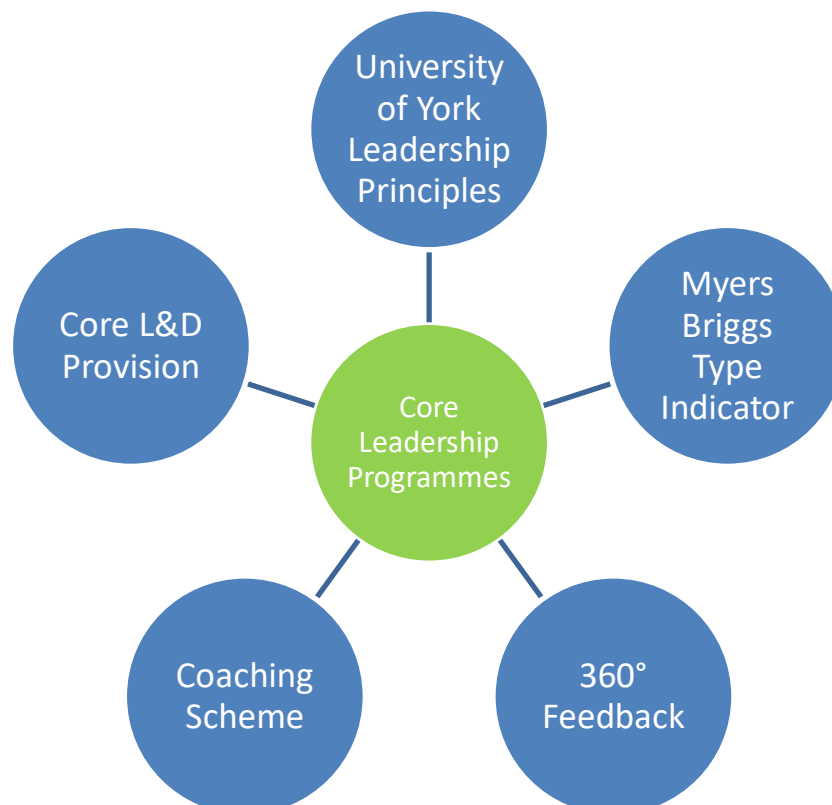 University
of York
Leadership
Principles
Myers
Briggs
Type
Indicator
Core L&D
Provision
Core
Leadership
Programmes
Coaching
Scheme
360°
Feedback